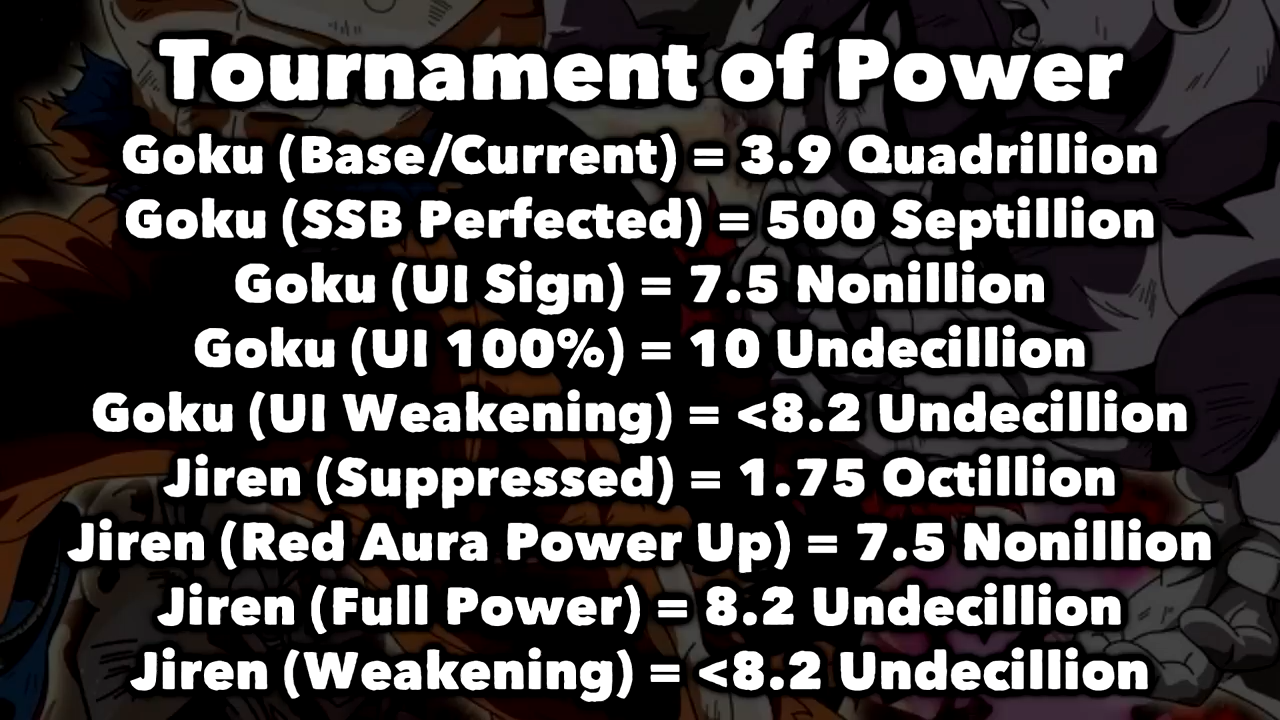 Tournament of Power
Goku (Base/Current) = 3.9 Quadrillion
Goku (SSB Perfected) = 500 Septillion
Goku (UI Sign) = 7.5 Nonillion
Goku (UI 100%) = 10 Undecillion
Goku (UI Weakening) = <8.2 Undecillion
Jiren (Suppressed) = 1.75 Octillion
Jiren (Red Aura Power Up) = 7.5 Nonillion
Jiren (Full Power) = 8.2 Undecillion
Jiren (Weakening) = <8.2 Undecillion